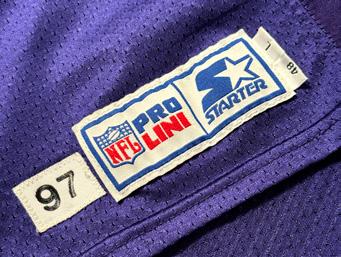 NFL
PRO
LINE
STARTER
L
48
97